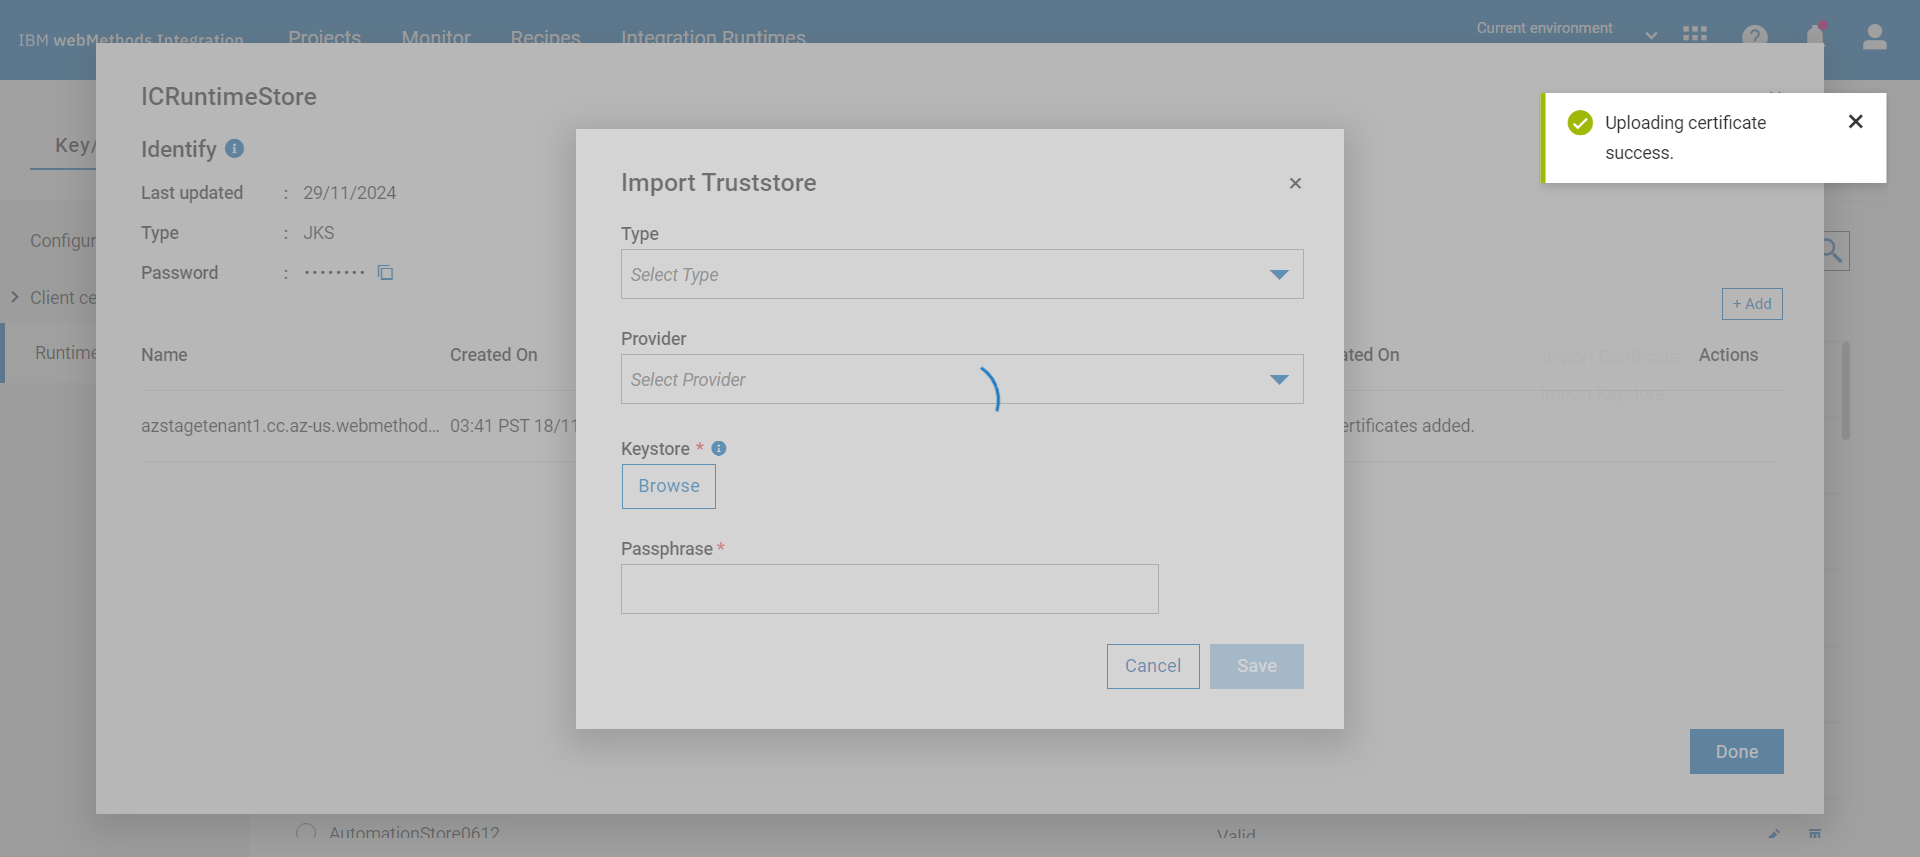 IBM webMethods Integration
Projects
Monitor
Recipes
Integration Runtimes
Current environment
ICRuntimeStore
Uploading certificate
success.
Key/
Identify
Last updated : 29/11/2024
Type : JKS
Password : ••••••••
Configur
Client ce
Runtime
+ Add
Name
Created On
ated On
Import Certificate
Actions
Import Keystore
azstagetenant1.cc.az-us.webmethod...
03:41 PST 18/11
ertificates added.
Import Truststore
Type
Select Type
Provider
Select Provider
Keystore *
Browse
Passphrase *
Cancel
Save
Done
AutomationStore0612
Valid